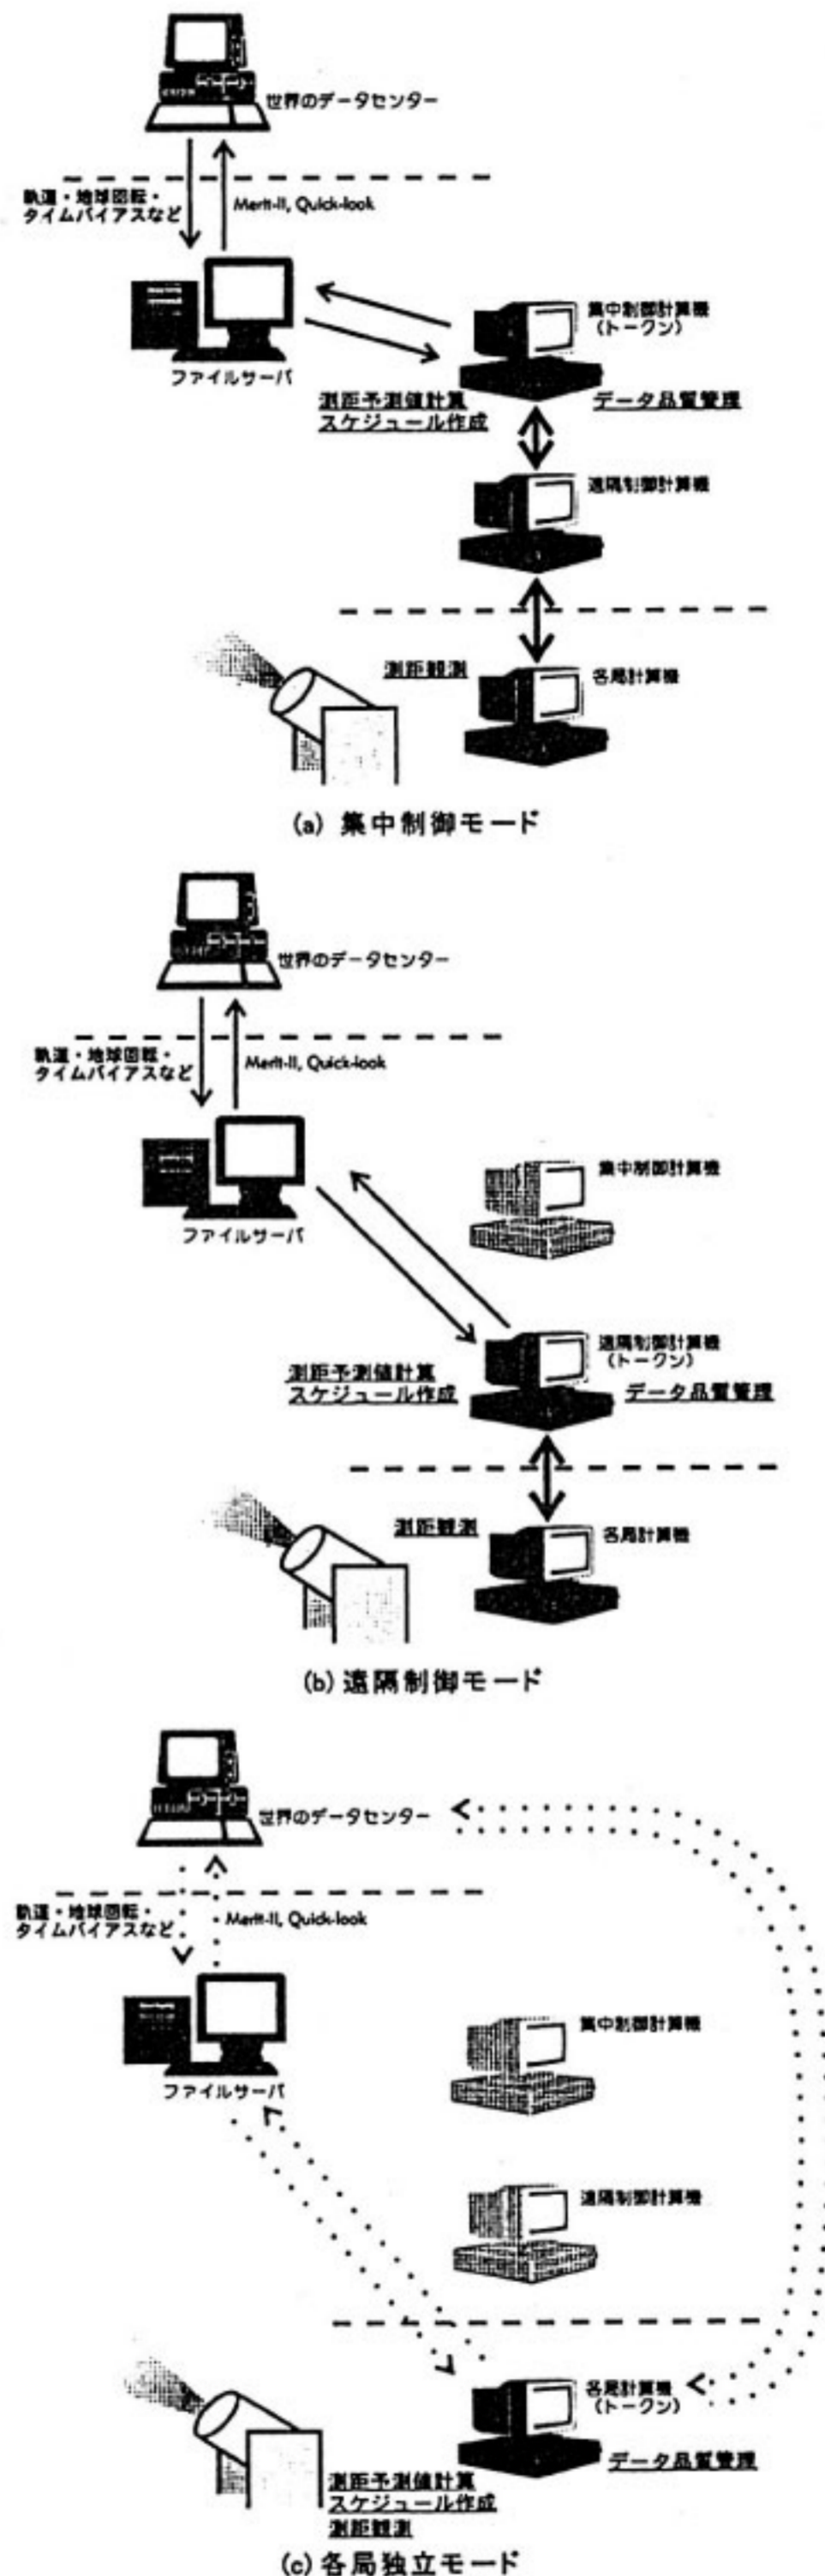 世界のデータセンター
軌道・地球回転・
タイムバイアスなど
Merit-II, Quick-look
ファイルサーバ
集中制御計算機
(トークン)
測距予測値計算
スケジュール作成
データ品質管理
遠隔制御計算機
測距観測
各局計算機
(a) 集中制御モード
世界のデータセンター
軌道・地球回転・
タイムバイアスなど
Merit-II, Quick-look
ファイルサーバ
集中制御計算機
遠隔制御計算機
(トークン)
測距予測値計算
スケジュール作成
データ品質管理
測距観測
各局計算機
(b) 遠隔制御モード
世界のデータセンター
軌道・地球回転・
タイムバイアスなど
Merit-II, Quick-look
ファイルサーバ
集中制御計算機
遠隔制御計算機
各局計算機
(トークン)
データ品質管理
測距予測値計算
スケジュール作成
測距観測
(c) 各局独立モード